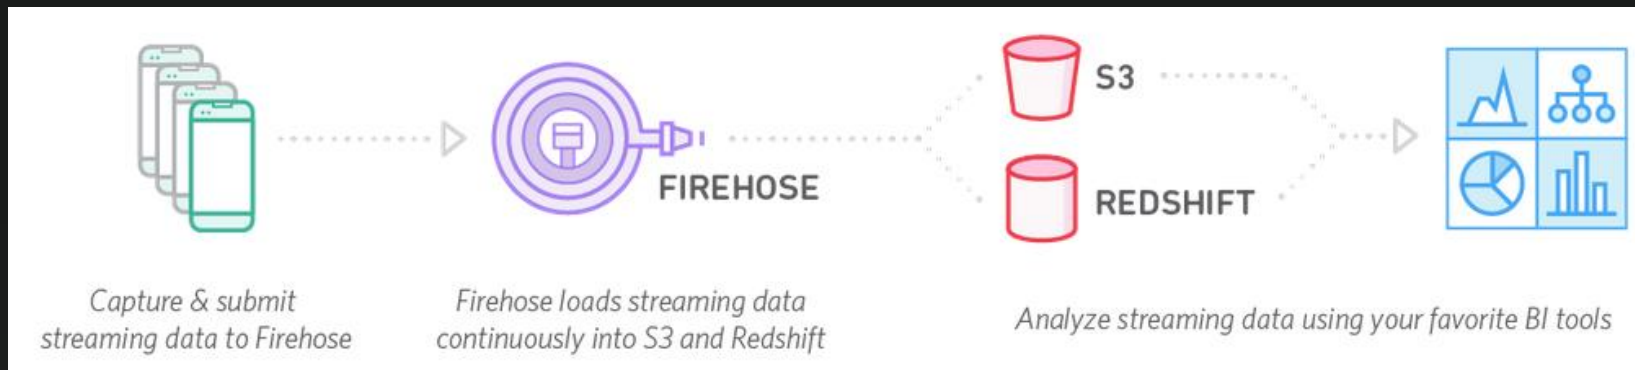 S3
FIREHOSE
REDSHIFT
Capture & submit
streaming data to Firehose
Firehose loads streaming data
continuously into S3 and Redshift
Analyze streaming data using your favorite BI tools